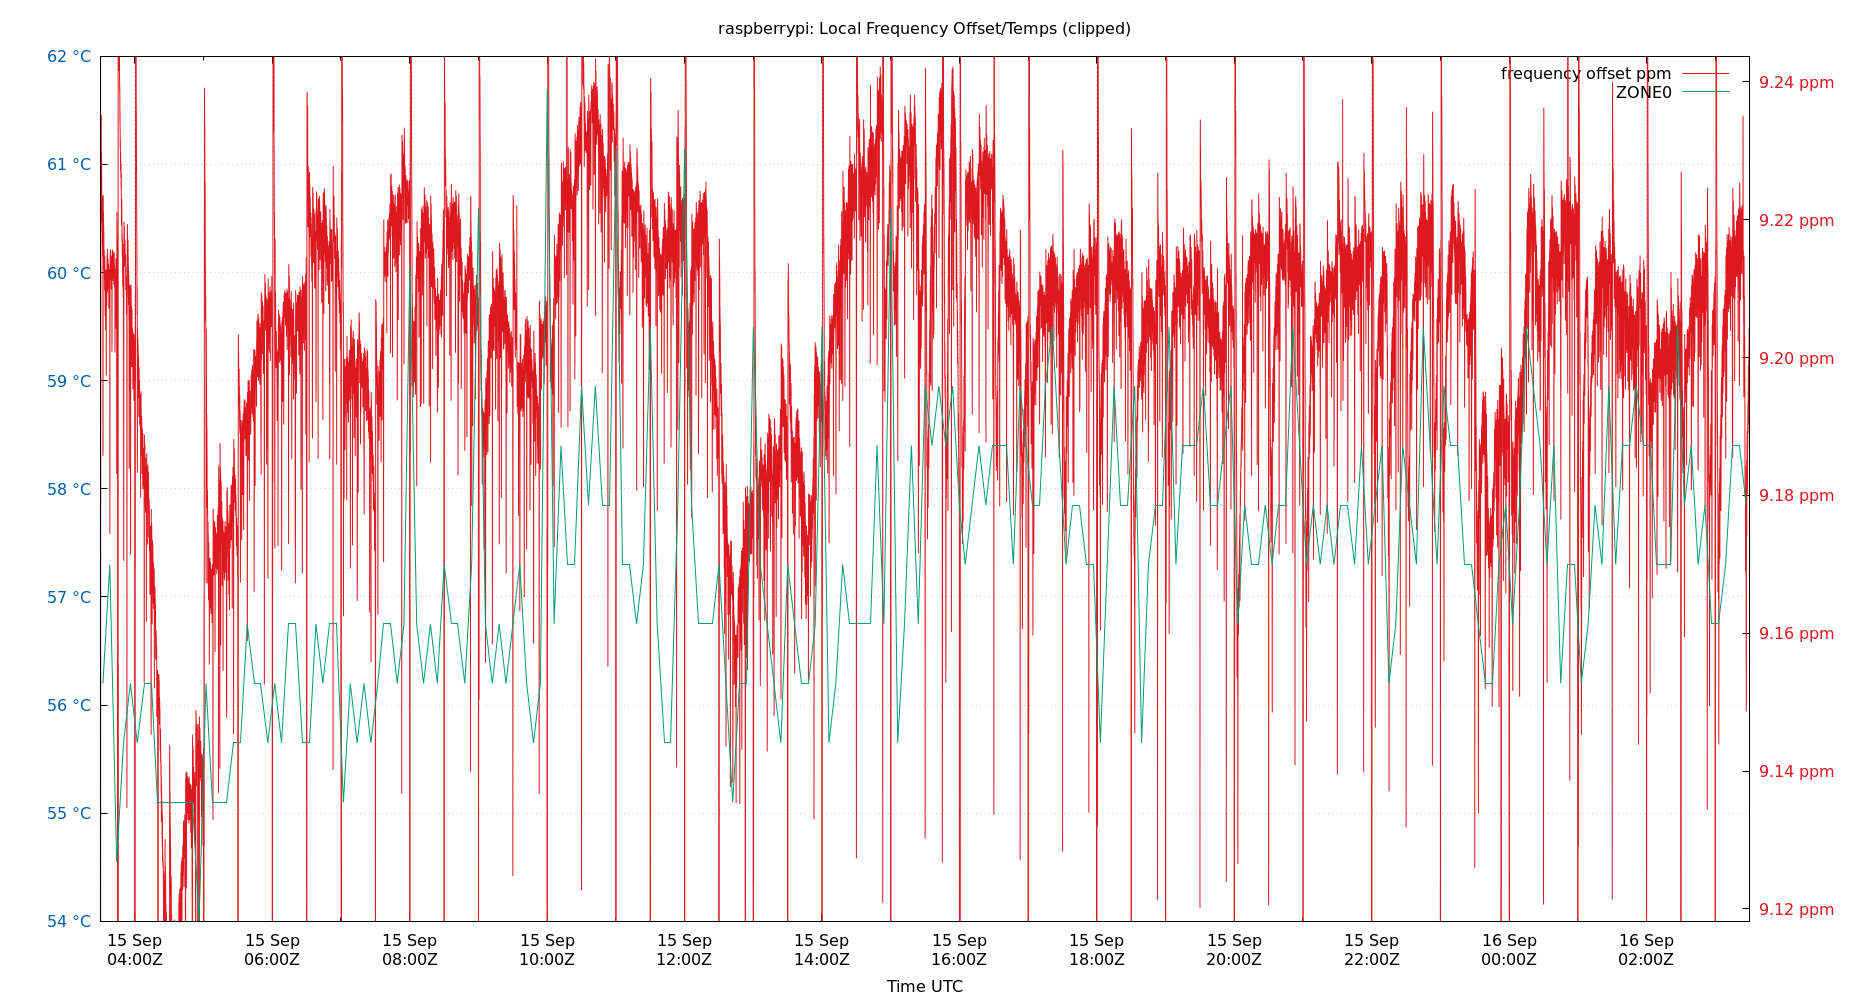 raspberrypi: Local Frequency Offset/Temps (clipped)
frequency offset ppm
ZONE0
62 °C
61 °C
60 °C
59 °C
58 °C
57 °C
56 °C
55 °C
54 °C
9.24 ppm
9.22 ppm
9.20 ppm
9.18 ppm
9.16 ppm
9.14 ppm
9.12 ppm
15 Sep 15 Sep 15 Sep 15 Sep 15 Sep 15 Sep 15 Sep 15 Sep 15 Sep 15 Sep 16 Sep 16 Sep
04:00Z 06:00Z 08:00Z 10:00Z 12:00Z 14:00Z 16:00Z 18:00Z 20:00Z 22:00Z 00:00Z 02:00Z
Time UTC